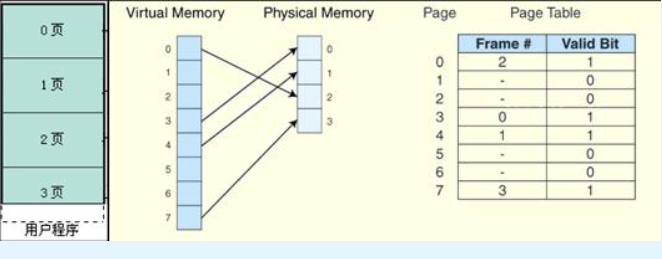 0 页
1 页
2 页
3 页
用户程序
Virtual Memory
0
1
2
3
4
5
6
7
Physical Memory
0
1
2
3
Page Page Table
Frame # Valid Bit
0 2 1
1 - 0
2 - 0
3 0 1
4 1 1
5 - 0
6 - 0
7 3 1